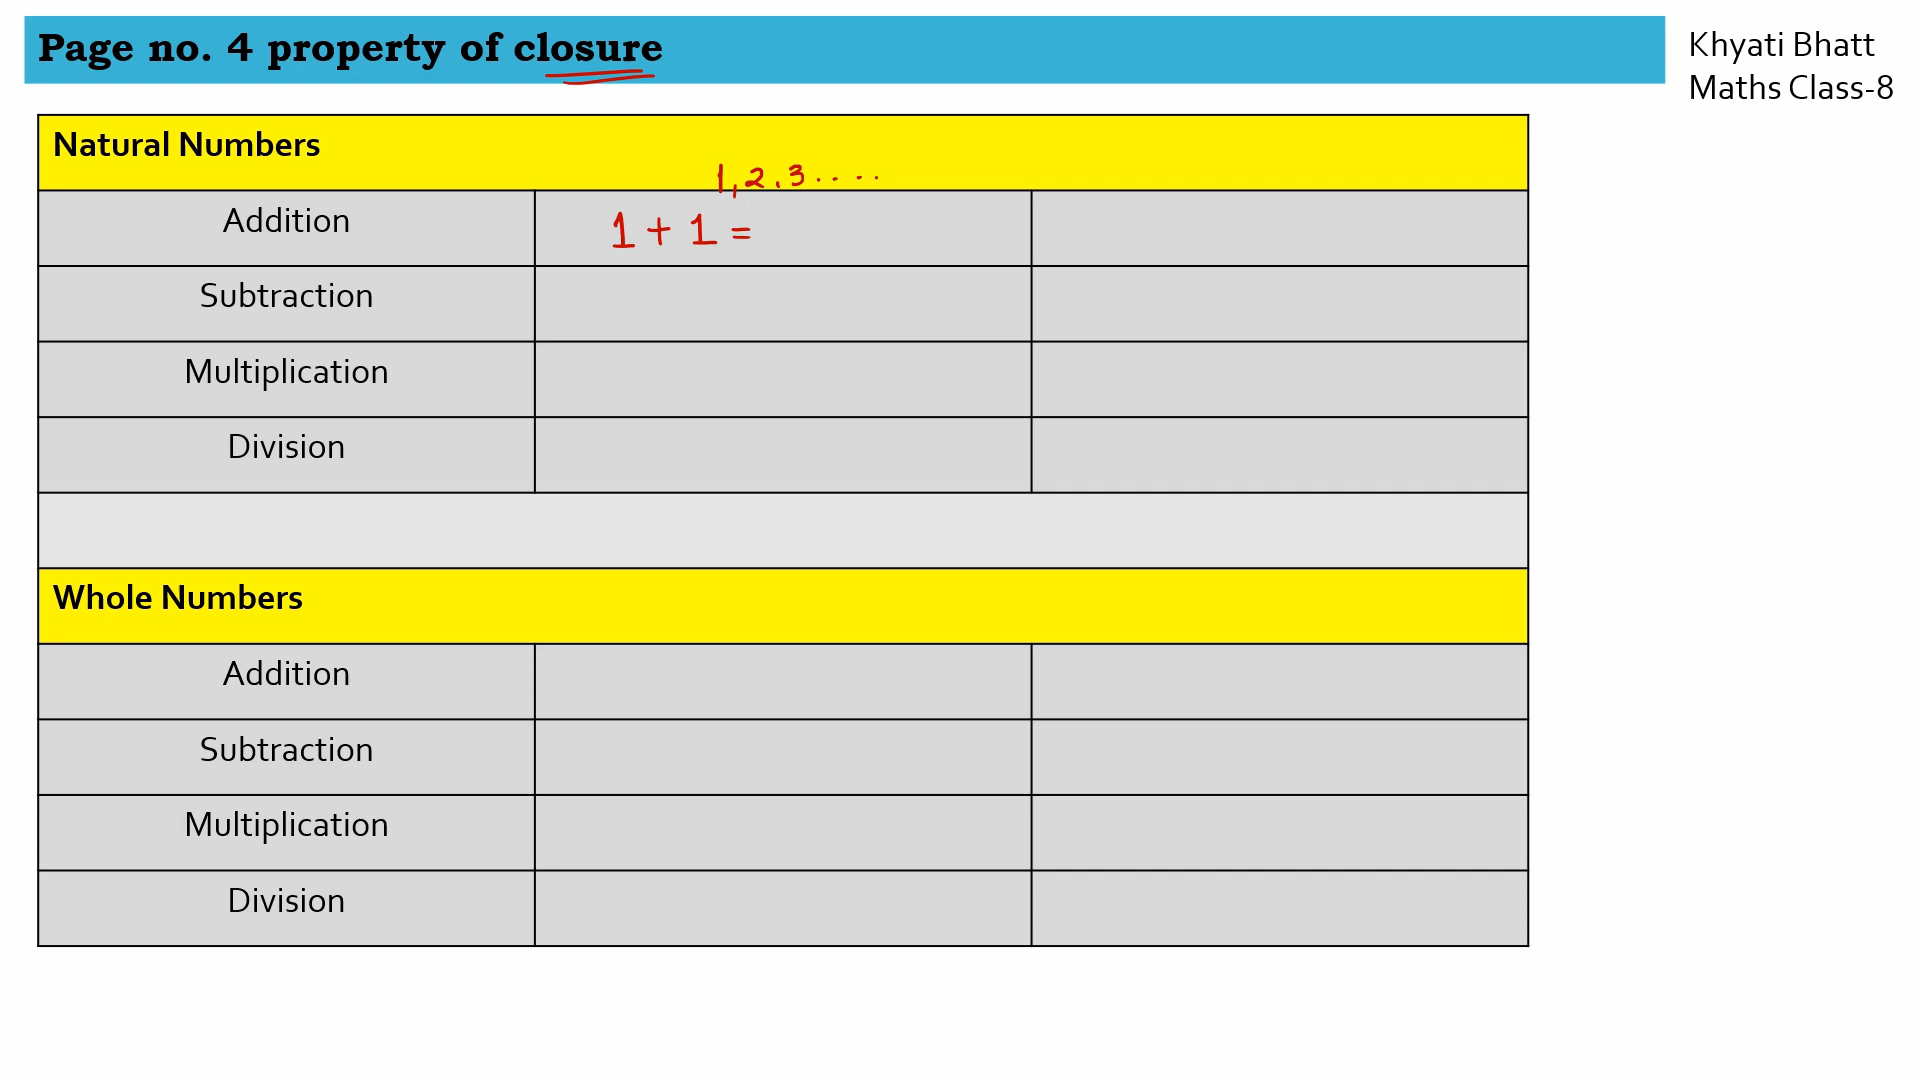 Page no. 4 property of closure
Khyati Bhatt
Maths Class-8
Natural Numbers
1, 2, 3 . . . .
Addition 1 + 1 =
Subtraction
Multiplication
Division
Whole Numbers
Addition
Subtraction
Multiplication
Division